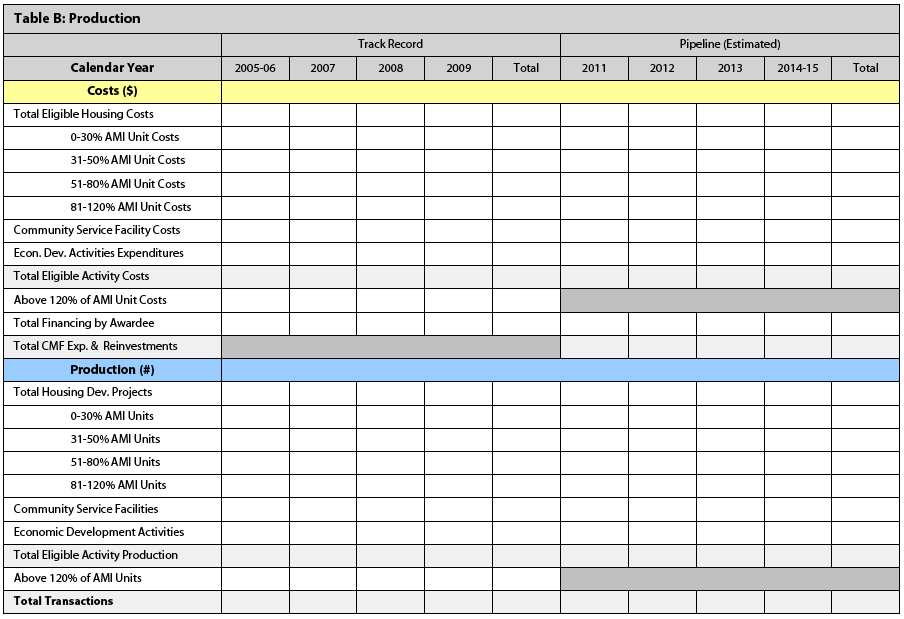 Table B: Production
Track Record Pipeline (Estimated)
Calendar Year 2005-06 2007 2008 2009 Total 2011 2012 2013 2014-15 Total
Costs ($)
Total Eligible Housing Costs
0-30% AMI Unit Costs
31-50% AMI Unit Costs
51-80% AMI Unit Costs
81-120% AMI Unit Costs
Community Service Facility Costs
Econ. Dev. Activities Expenditures
Total Eligible Activity Costs
Above 120% of AMI Unit Costs
Total Financing by Awardee
Total CMF Exp. & Reinvestments
Production (#)
Total Housing Dev. Projects
0-30% AMI Units
31-50% AMI Units
51-80% AMI Units
81-120% AMI Units
Community Service Facilities
Economic Development Activities
Total Eligible Activity Production
Above 120% of AMI Units
Total Transactions